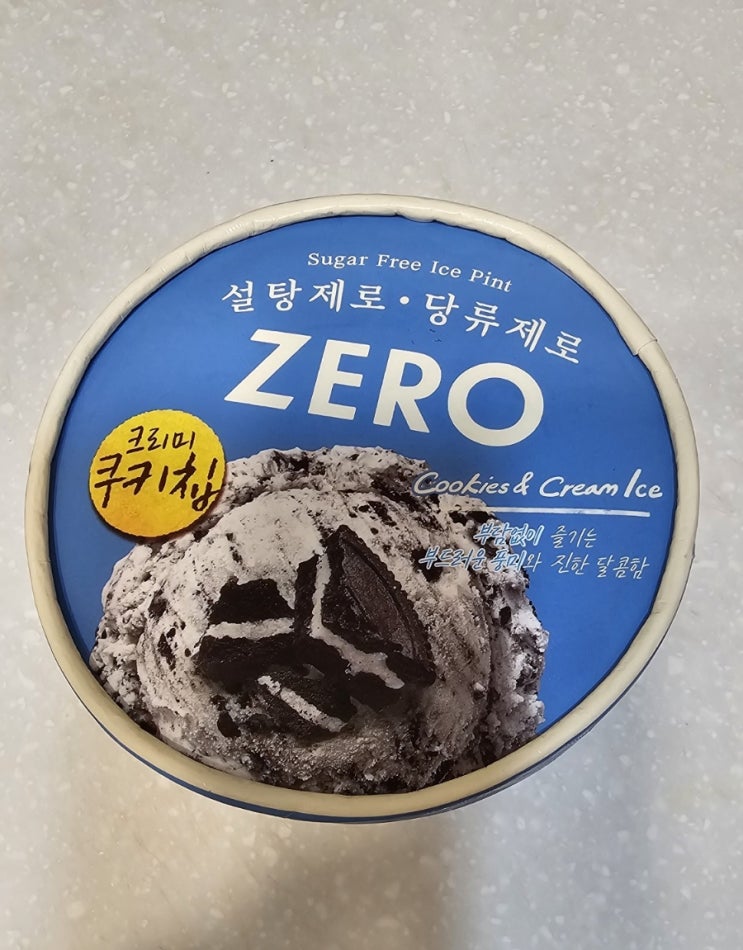 Sugar Free Ice Pint
설탕제로·당류제로
ZERO
크리미
쿠키칩
Cookies & Cream Ice
부담없이 즐기는
부드러운 풍미와 진한 달콤함